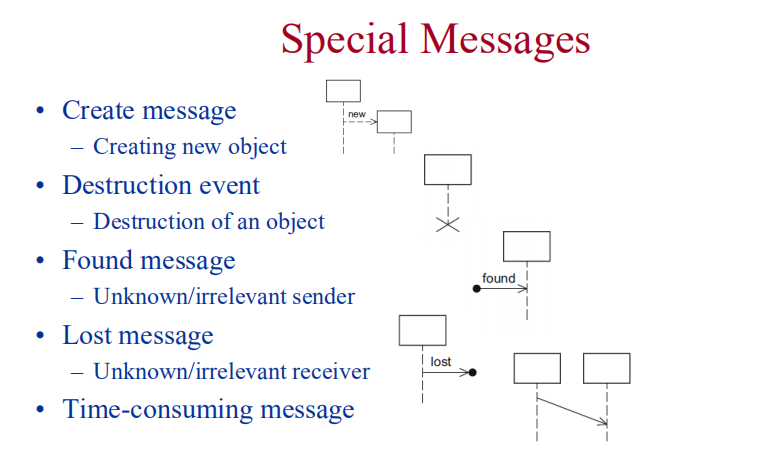 Special Messages
• Create message
– Creating new object
• Destruction event
– Destruction of an object
• Found message
– Unknown/irrelevant sender
• Lost message
– Unknown/irrelevant receiver
• Time-consuming message
new
found
lost